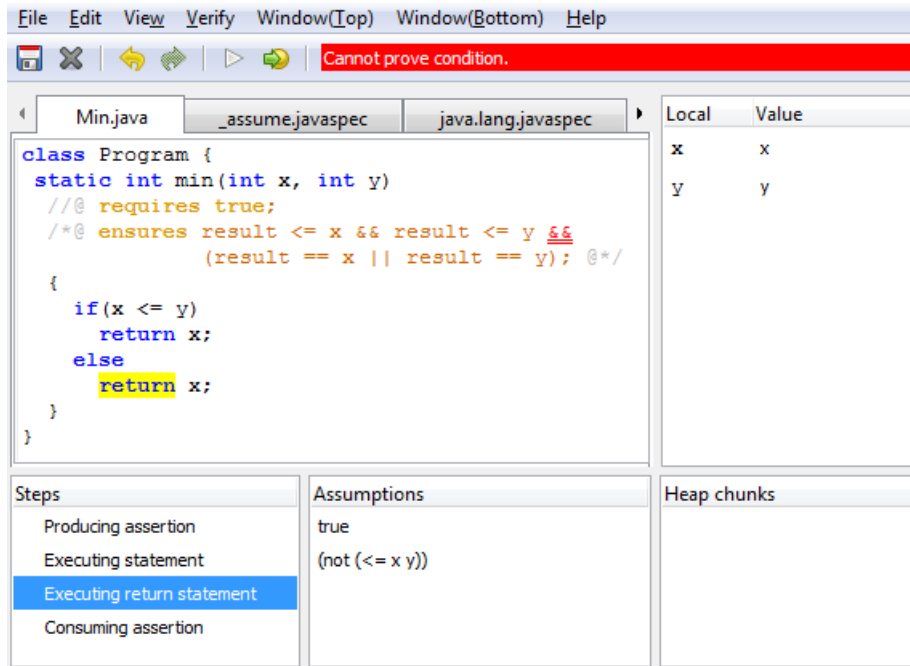 File Edit View Verify Window(Top) Window(Bottom) Help
Cannot prove condition.
Min.java _assume.javaspec java.lang.javaspec
class Program {
static int min(int x, int y)
//@ requires true;
/*@ ensures result <= x && result <= y &&
(result == x || result == y); @*/
{
if(x <= y)
return x;
else
return x;
}
}
Local Value
x x
y y
Steps
Producing assertion
Executing statement
Executing return statement
Consuming assertion
Assumptions
true
(not (<= x y))
Heap chunks